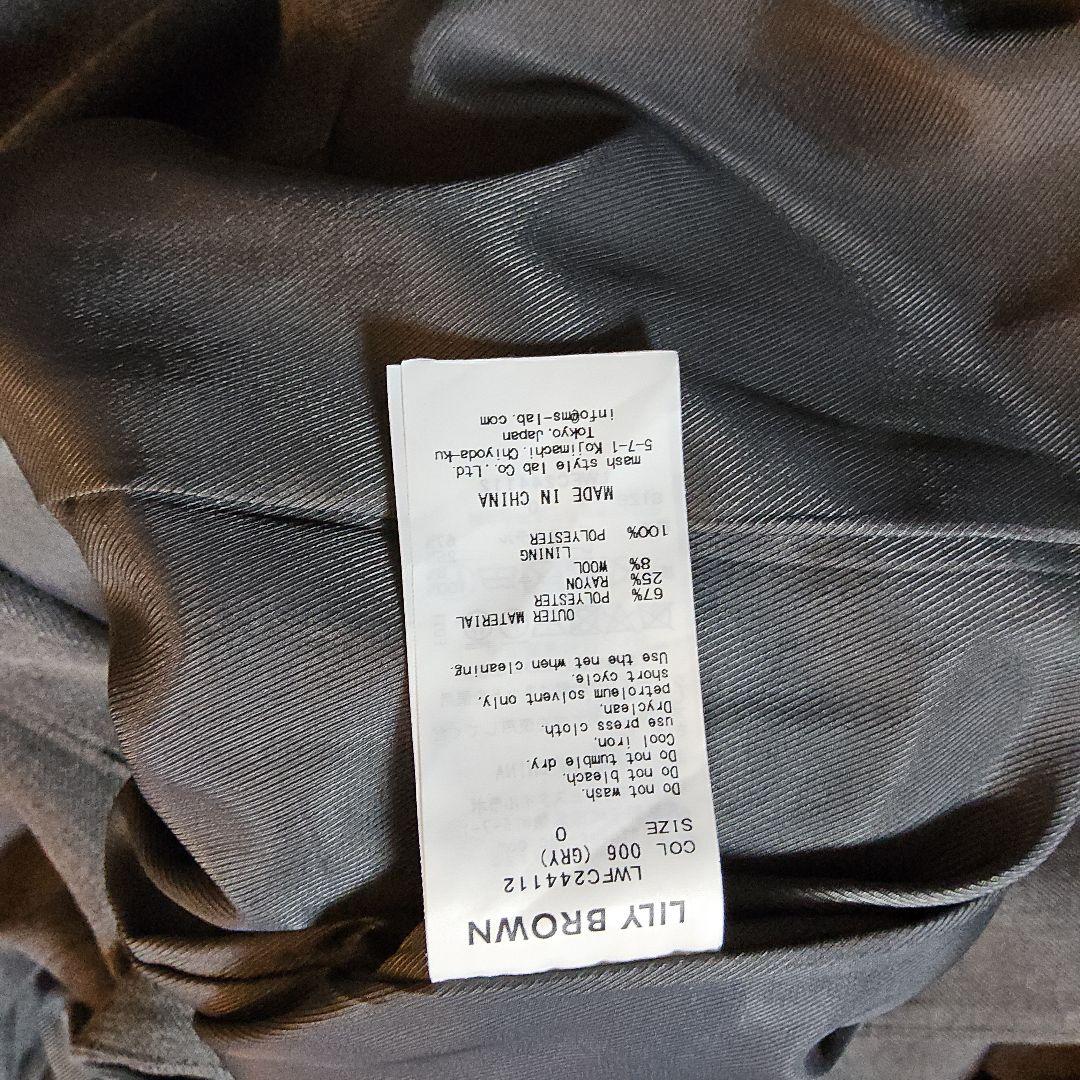 LILY BROWN
LWFC244112
COL 006 (GRY)
SIZE 0
Do not wash.
Do not bleach.
Do not tumble dry.
Cool iron.
use press cloth.
Dryclean.
petroleum solvent only.
short cycle.
Use the net when cleaning.
OUTER MATERIAL
67% POLYESTER
25% RAYON
8% WOOL
LINING
100% POLYESTER
MADE IN CHINA
mash style lab Co.,Ltd.
5-7-1 Kojimachi,Chiyoda-ku
Tokyo,Japan
info@ms-lab.com